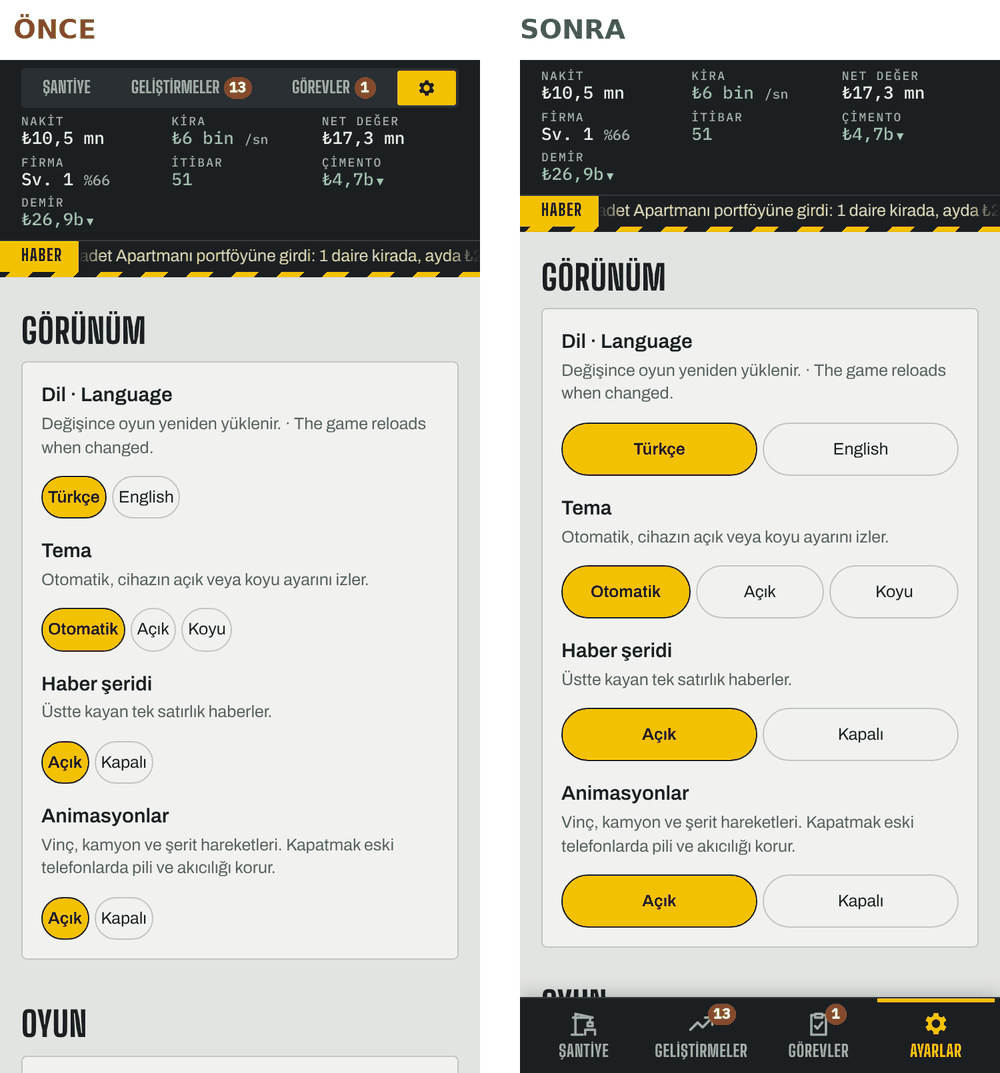 ÖNCE
ŞANTİYE GELİŞTİRMELER 13 GÖREVLER 1
NAKİT KİRA NET DEĞER
₺10,5 mn ₺6 bin /sn ₺17,3 mn
FİRMA İTİBAR ÇİMENTO
Sv. 1 %66 51 ₺4,7b▾
DEMİR
₺26,9b▾
HABER adet Apartmanı portföyüne girdi: 1 daire kirada, ayda
GÖRÜNÜM
Dil · Language
Değişince oyun yeniden yüklenir. · The game reloads
when changed.
Türkçe English
Tema
Otomatik, cihazın açık veya koyu ayarını izler.
Otomatik Açık Koyu
Haber şeridi
Üstte kayan tek satırlık haberler.
Açık Kapalı
Animasyonlar
Vinç, kamyon ve şerit hareketleri. Kapatmak eski
telefonlarda pili ve akıcılığı korur.
Açık Kapalı
OYUN
SONRA
NAKİT KİRA NET DEĞER
₺10,5 mn ₺6 bin /sn ₺17,3 mn
FİRMA İTİBAR ÇİMENTO
Sv. 1 %66 51 ₺4,7b▾
DEMİR
₺26,9b▾
HABER adet Apartmanı portföyüne girdi: 1 daire kirada, ayda
GÖRÜNÜM
Dil · Language
Değişince oyun yeniden yüklenir. · The game reloads
when changed.
Türkçe English
Tema
Otomatik, cihazın açık veya koyu ayarını izler.
Otomatik Açık Koyu
Haber şeridi
Üstte kayan tek satırlık haberler.
Açık Kapalı
Animasyonlar
Vinç, kamyon ve şerit hareketleri. Kapatmak eski
telefonlarda pili ve akıcılığı korur.
Açık Kapalı
OYUN
13 1
ŞANTİYE GELİŞTİRMELER GÖREVLER AYARLAR